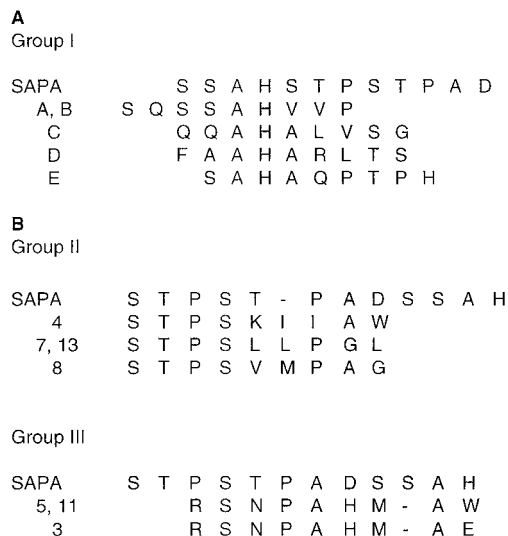 A
Group I
SAPA S S A H S T P S T P A D
A, B S Q S S A H V V P
C Q Q A H A L V S G
D F A A H A R L T S
E S A H A Q P T P H
B
Group II
SAPA S T P S T - P A D S S A H
4 S T P S K I I A W
7, 13 S T P S L L P G L
8 S T P S V M P A G
Group III
SAPA S T P S T P A D S S A H
5, 11 R S N P A H M - A W
3 R S N P A H M - A E